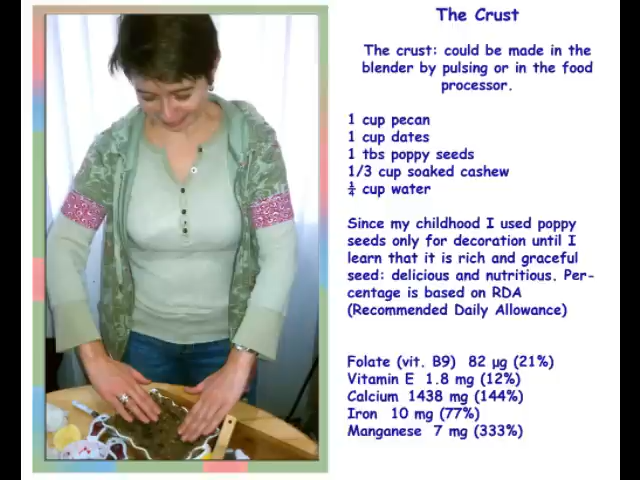 The Crust
The crust: could be made in the
blender by pulsing or in the food
processor.
1 cup pecan
1 cup dates
1 tbs poppy seeds
1/3 cup soaked cashew
¼ cup water
Since my childhood I used poppy
seeds only for decoration until I
learn that it is rich and graceful
seed: delicious and nutritious. Per-
centage is based on RDA
(Recommended Daily Allowance)
Folate (vit. B9) 82 µg (21%)
Vitamin E 1.8 mg (12%)
Calcium 1438 mg (144%)
Iron 10 mg (77%)
Manganese 7 mg (333%)